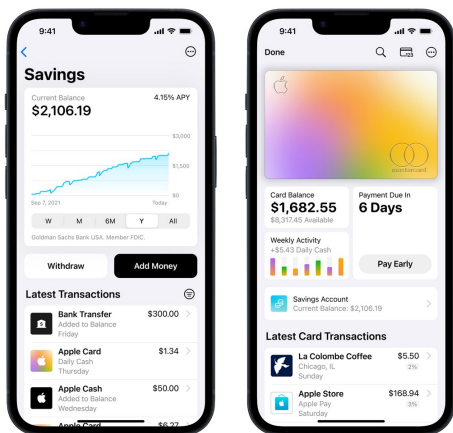 9:41
Savings
Current Balance
4.15% APY
$2,106.19
$3,000
$1,500
$0
Sep 7, 2021
Today
W M 6M Y All
Goldman Sachs Bank USA. Member FDIC.
Withdraw
Add Money
Latest Transactions
Bank Transfer $300.00
Added to Balance
Friday
Apple Card $1.34
Daily Cash
Thursday
Apple Cash $50.00
Added to Balance
Wednesday
Apple Card $6.27
9:41
Done
123
mastercard
Card Balance
$1,682.55
$8,317.45 Available
Payment Due In
6 Days
Weekly Activity
+$5.43 Daily Cash
Pay Early
Savings Account
Current Balance: $2,106.19
Latest Card Transactions
La Colombe Coffee $5.50
Chicago, IL 2%
Sunday
Apple Store $168.94
Apple Pay 3%
Saturday